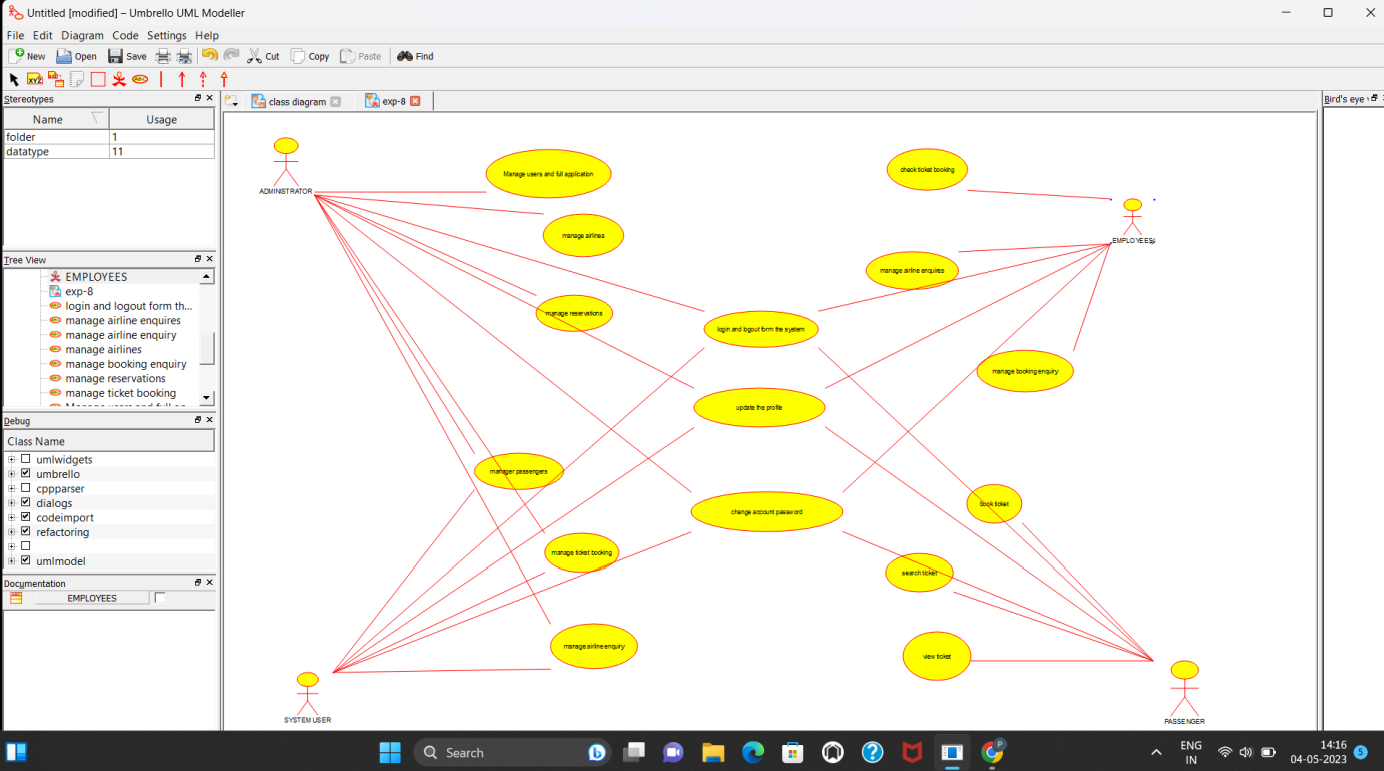 Untitled [modified] – Umbrello UML Modeller
File Edit Diagram Code Settings Help
New Open Save Cut Copy Paste Find
XYZ
Stereotypes
Name Usage
folder 1
datatype 11
Tree View
EMPLOYEES
exp-8
login and logout form th...
manage airline enquires
manage airline enquiry
manage airlines
manage booking enquiry
manage reservations
manage ticket booking
Debug
Class Name
umlwidgets
umbrello
cppparser
dialogs
codeimport
refactoring
umlmodel
Documentation
EMPLOYEES
class diagram exp-8
Bird's eye
ADMINISTRATOR
Manage users and full application
check ticket booking
manage airlines
EMPLOYEES
manage airline enquires
manage reservations
login and logout form the system
manage booking enquiry
update the profile
manager passengers
change account password
book ticket
manage ticket booking
search ticket
manage airline enquiry
view ticket
SYSTEM USER
PASSENGER
Search
P
ENG
IN
14:16
04-05-2023
5